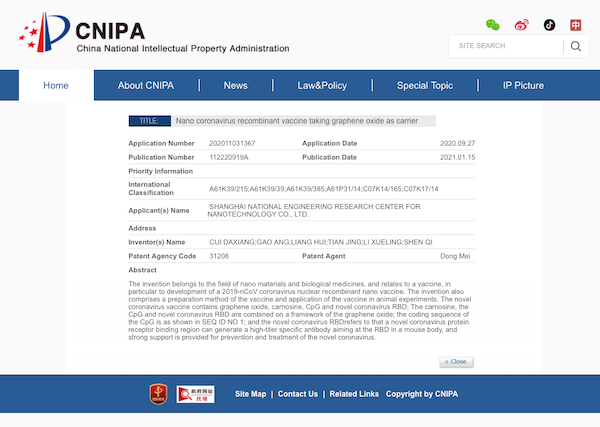 CNIPA
China National Intellectual Property Administration
SITE SEARCH
Home About CNIPA News Law&Policy Special Topic IP Picture
TITLE: Nano coronavirus recombinant vaccine taking graphene oxide as carrier
Application Number 202011031367 Application Date 2020.09.27
Publication Number 112220919A Publication Date 2021.01.15
Priority Information
International
Classification A61K39/215;A61K39/39;A61K39/385;A61P31/14;C07K14/165;C07K17/14
Applicant(s) Name SHANGHAI NATIONAL ENGINEERING RESEARCH CENTER FOR
NANOTECHNOLOGY CO., LTD.
Address
Inventor(s) Name CUI DAXIANG;GAO ANG;LIANG HUI;TIAN JING;LI XUELING;SHEN QI
Patent Agency Code 31208 Patent Agent Dong Mei
Abstract
The invention belongs to the field of nano materials and biological medicines, and relates to a vaccine, in
particular to development of a 2019-nCoV coronavirus nuclear recombinant nano vaccine. The invention also
comprises a preparation method of the vaccine and application of the vaccine in animal experiments. The novel
coronavirus vaccine contains graphene oxide, carnosine, CpG and novel coronavirus RBD; The carnosine, the
CpG and novel coronavirus RBD are combined on a framework of the graphene oxide; the coding sequence of
the CpG is as shown in SEQ ID NO 1; and the novel coronavirus RBDrefers to that a novel coronavirus protein
receptor binding region can generate a high-titer specific antibody aiming at the RBD in a mouse body, and
strong support is provided for prevention and treatment of the novel coronavirus.
Close
政府网站
找错
Site Map | Contact Us | Related Links Copyright by CNIPA